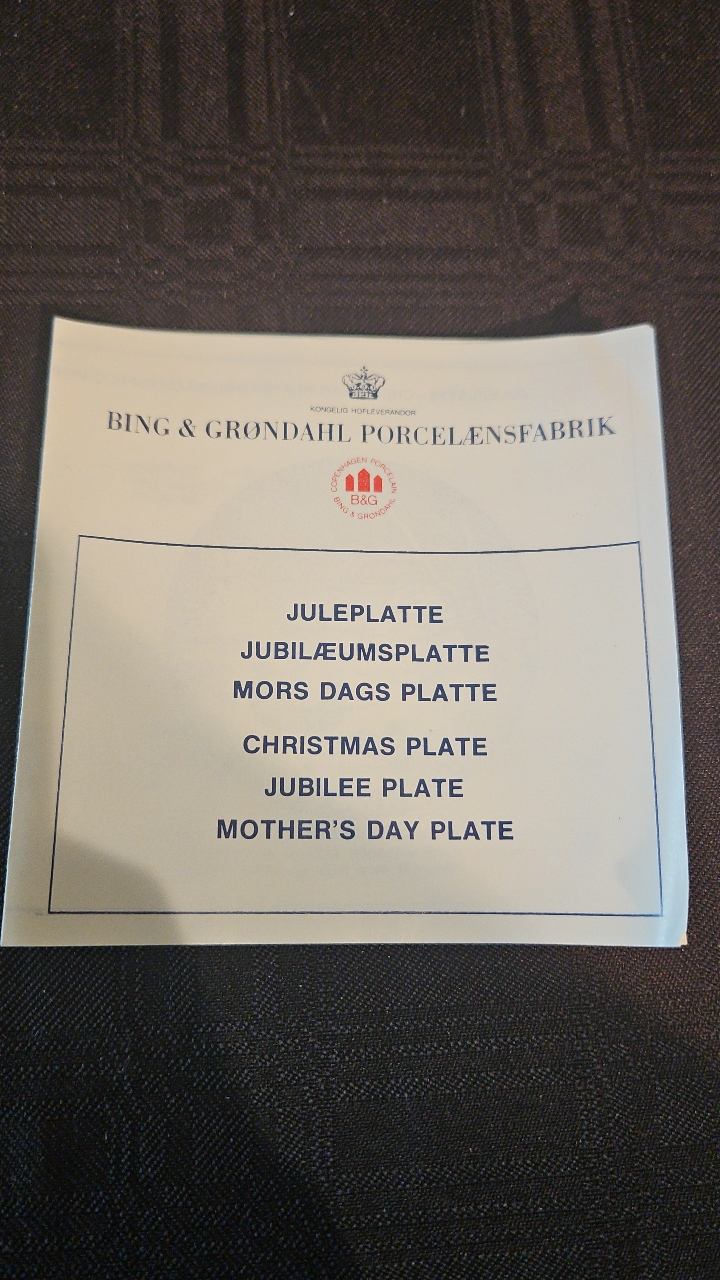 KONGELIG HOFLEVERANDØR
BING & GRØNDAHL PORCELÆNSFABRIK
COPENHAGEN PORCELAIN
B&G
BING & GRØNDAHL
JULEPLATTE
JUBILÆUMSPLATTE
MORS DAGS PLATTE
CHRISTMAS PLATE
JUBILEE PLATE
MOTHER'S DAY PLATE